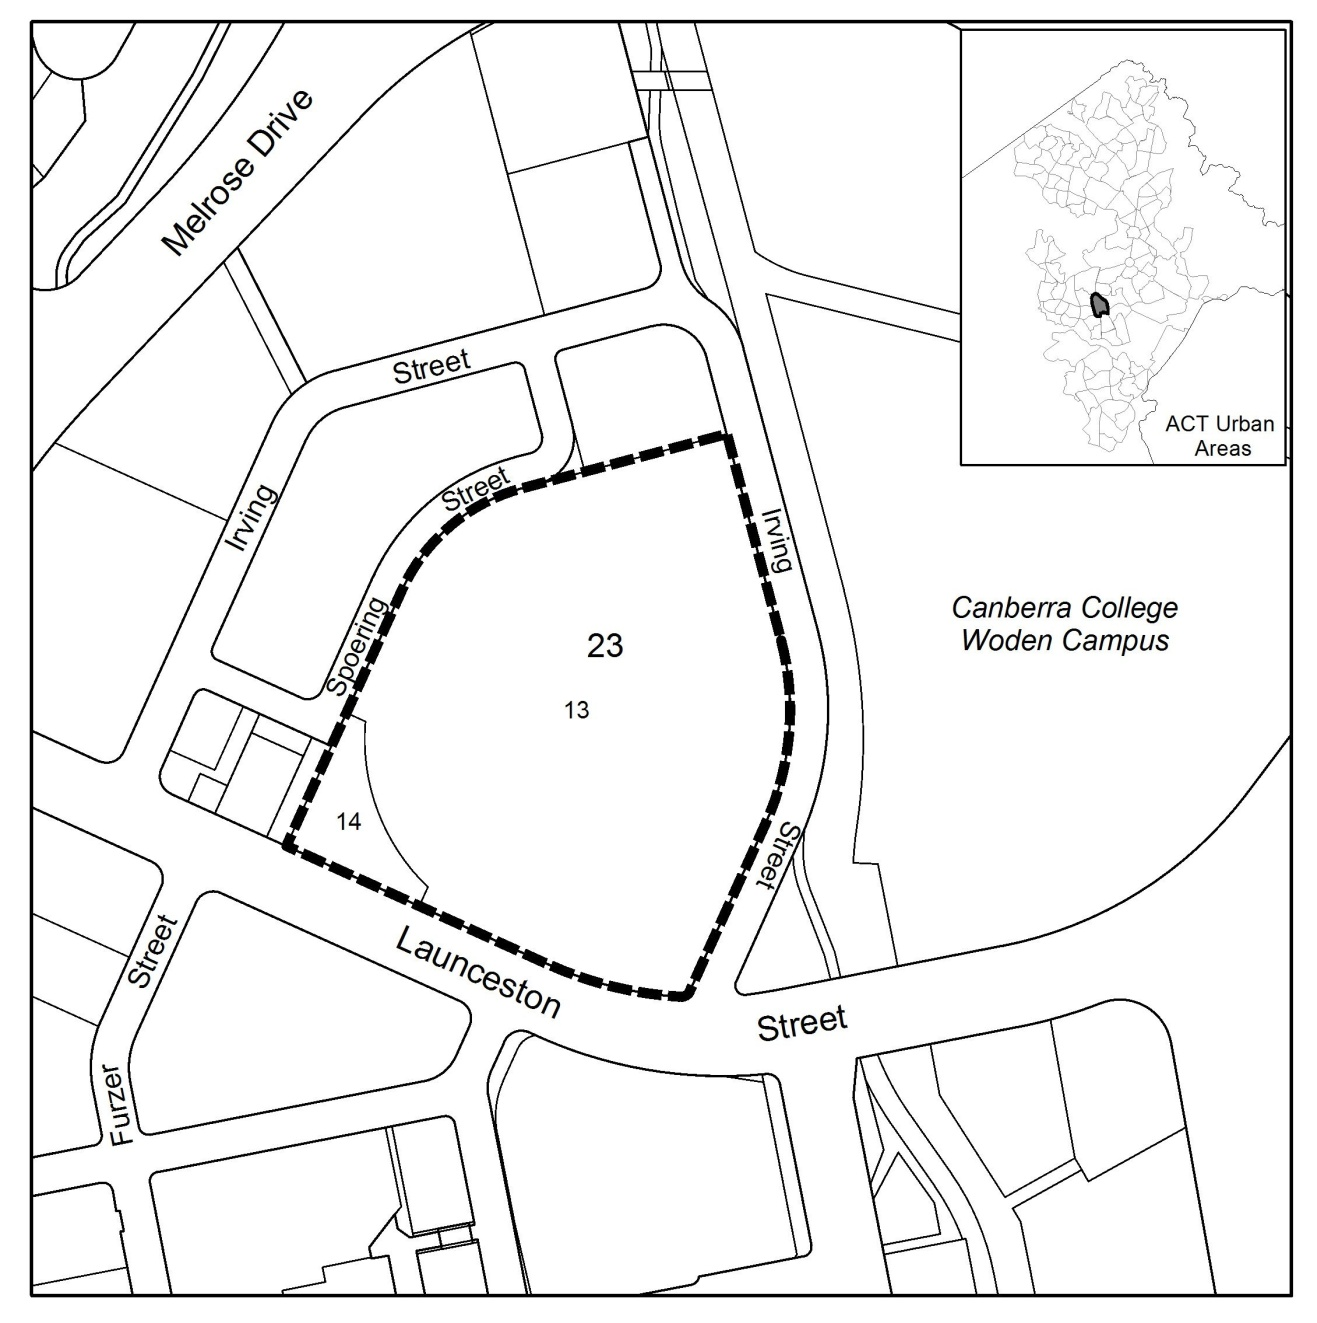 Melrose Drive
ACT Urban
Areas
Street
Street
Irving
Irving
Spoering
Canberra College
Woden Campus
23
13
14
Street
Street
Launceston
Street
Furzer